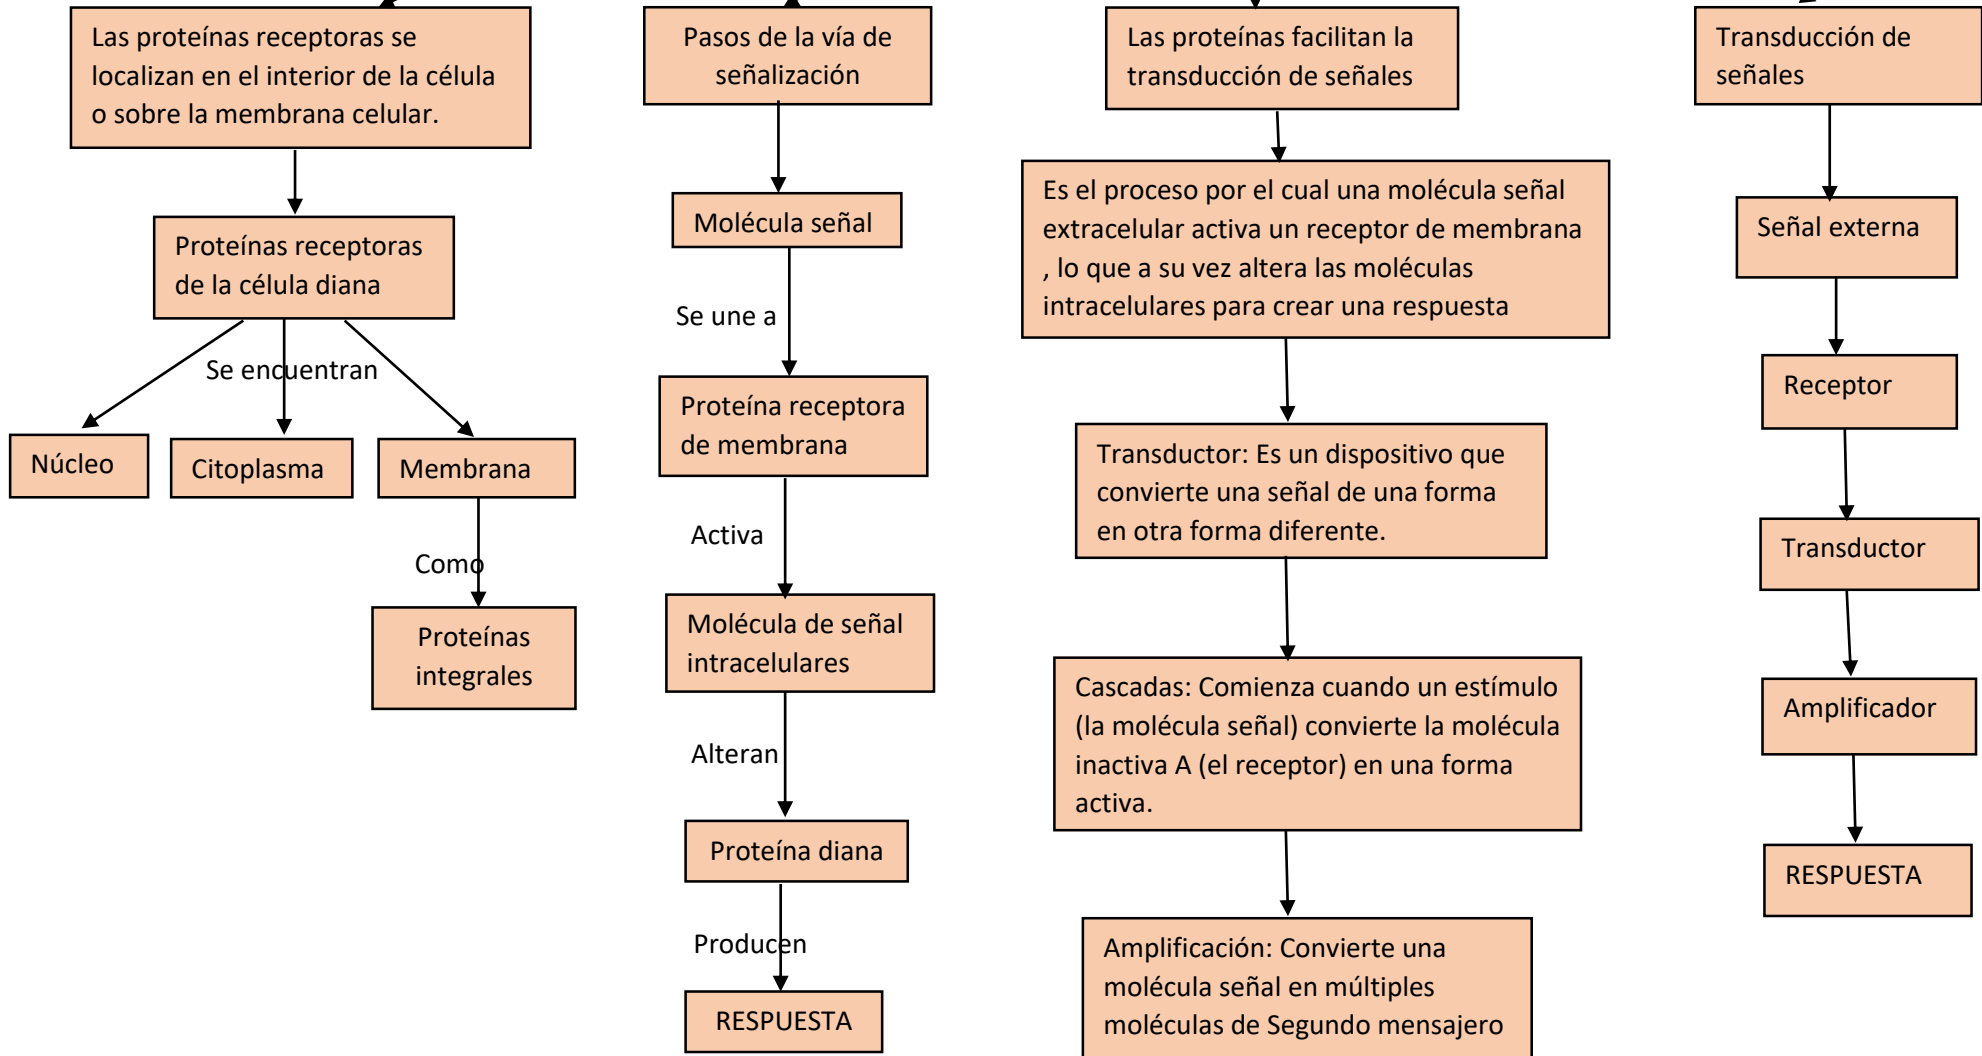 Las proteínas receptoras se
localizan en el interior de la célula
o sobre la membrana celular.
Proteínas receptoras
de la célula diana
Se encuentran
Núcleo
Citoplasma
Membrana
Como
Proteínas
integrales
Pasos de la vía de
señalización
Molécula señal
Se une a
Proteína receptora
de membrana
Activa
Molécula de señal
intracelulares
Alteran
Proteína diana
Producen
RESPUESTA
Las proteínas facilitan la
transducción de señales
Es el proceso por el cual una molécula señal
extracelular activa un receptor de membrana
, lo que a su vez altera las moléculas
intracelulares para crear una respuesta
Transductor: Es un dispositivo que
convierte una señal de una forma
en otra forma diferente.
Cascadas: Comienza cuando un estímulo
(la molécula señal) convierte la molécula
inactiva A (el receptor) en una forma
activa.
Amplificación: Convierte una
molécula señal en múltiples
moléculas de Segundo mensajero
Transducción de
señales
Señal externa
Receptor
Transductor
Amplificador
RESPUESTA